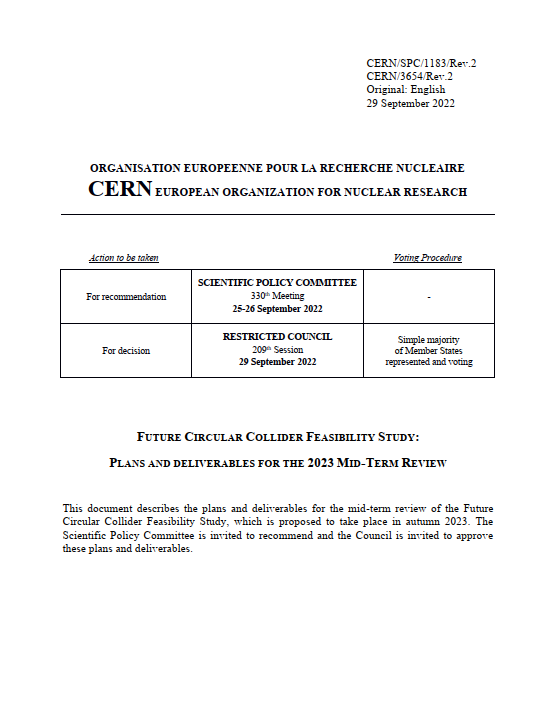 CERN/SPC/1183/Rev.2
CERN/3654/Rev.2
Original: English
29 September 2022
ORGANISATION EUROPEENNE POUR LA RECHERCHE NUCLEAIRE
CERN EUROPEAN ORGANIZATION FOR NUCLEAR RESEARCH
Action to be taken
Voting Procedure
For recommendation
SCIENTIFIC POLICY COMMITTEE
330th Meeting
25-26 September 2022
-
For decision
RESTRICTED COUNCIL
209th Session
29 September 2022
Simple majority
of Member States
represented and voting
FUTURE CIRCULAR COLLIDER FEASIBILITY STUDY:
PLANS AND DELIVERABLES FOR THE 2023 MID-TERM REVIEW
This document describes the plans and deliverables for the mid-term review of the Future
Circular Collider Feasibility Study, which is proposed to take place in autumn 2023. The
Scientific Policy Committee is invited to recommend and the Council is invited to approve
these plans and deliverables.